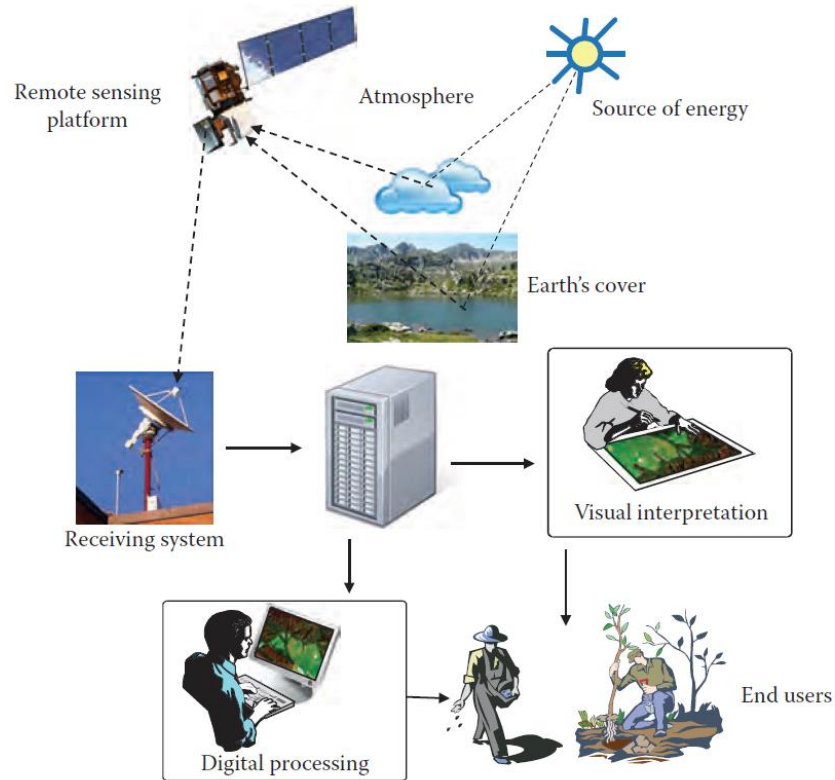 Remote sensing
platform
Atmosphere
Source of energy
Earth's cover
Receiving system
Visual interpretation
Digital processing
End users